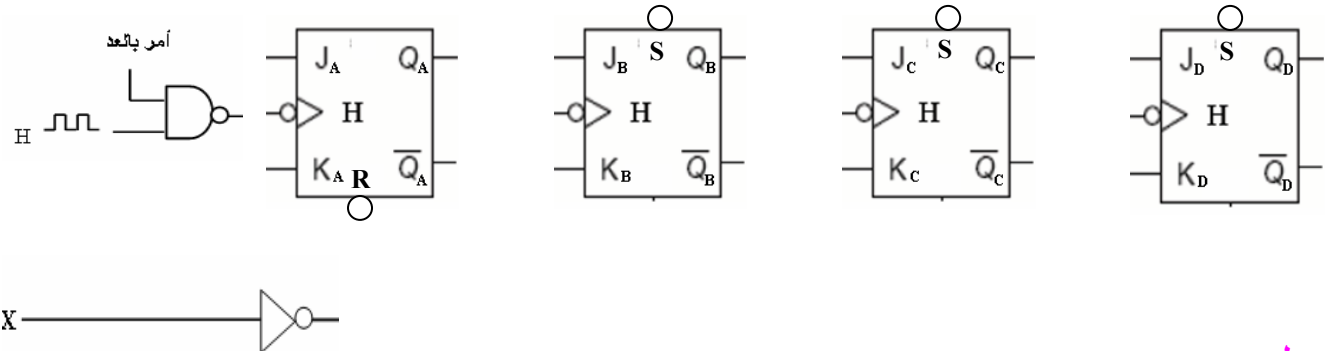 أمر بالعد
H
J_A Q_A
H
K_A R Q̅_A
J_B S Q_B
H
K_B Q̅_B
J_C S Q_C
H
K_C Q̅_C
J_D S Q_D
H
K_D Q̅_D
X